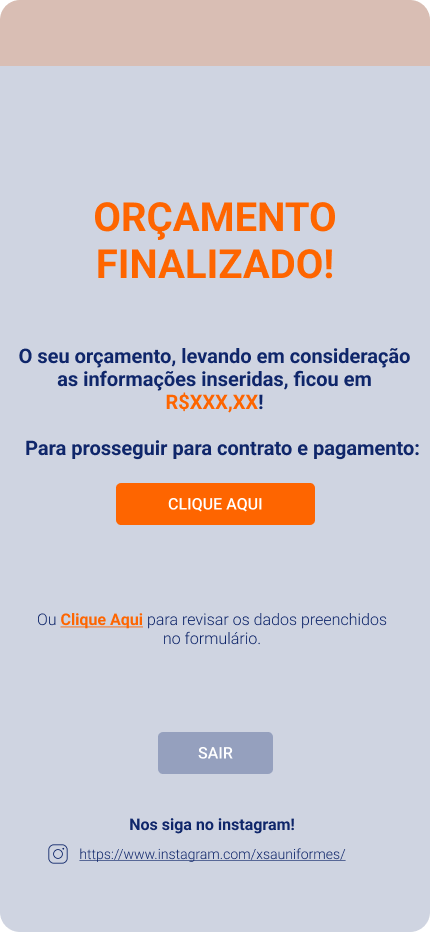 ORÇAMENTO
FINALIZADO!
O seu orçamento, levando em consideração
as informações inseridas, ficou em
R$XXX,XX!
Para prosseguir para contrato e pagamento:
CLIQUE AQUI
Ou Clique Aqui para revisar os dados preenchidos
no formulário.
SAIR
Nos siga no instagram!
https://www.instagram.com/xsauniformes/